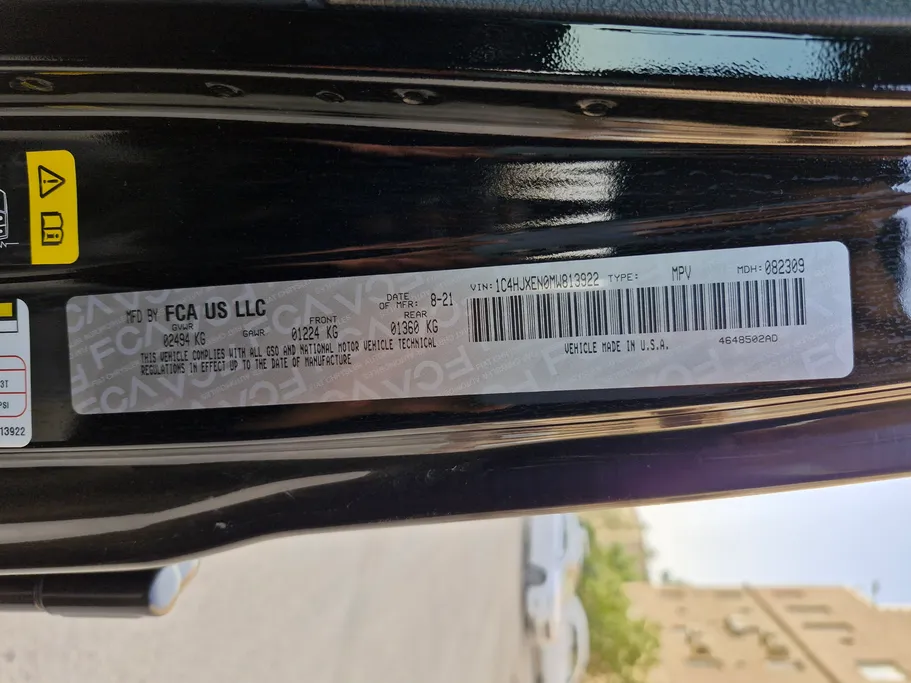 MFD BY FCA US LLC
DATE OF MFR: 8-21
GVWR 02494 KG
GAWR
FRONT 01224 KG
REAR 01360 KG
THIS VEHICLE COMPLIES WITH ALL GSO AND NATIONAL MOTOR VEHICLE TECHNICAL
REGULATIONS IN EFFECT UP TO THE DATE OF MANUFACTURE
VIN: 1C4HJXEN0MW813922 TYPE: MPV MDH: 082309
VEHICLE MADE IN U.S.A. 4648502AD
3T
PSI
13922